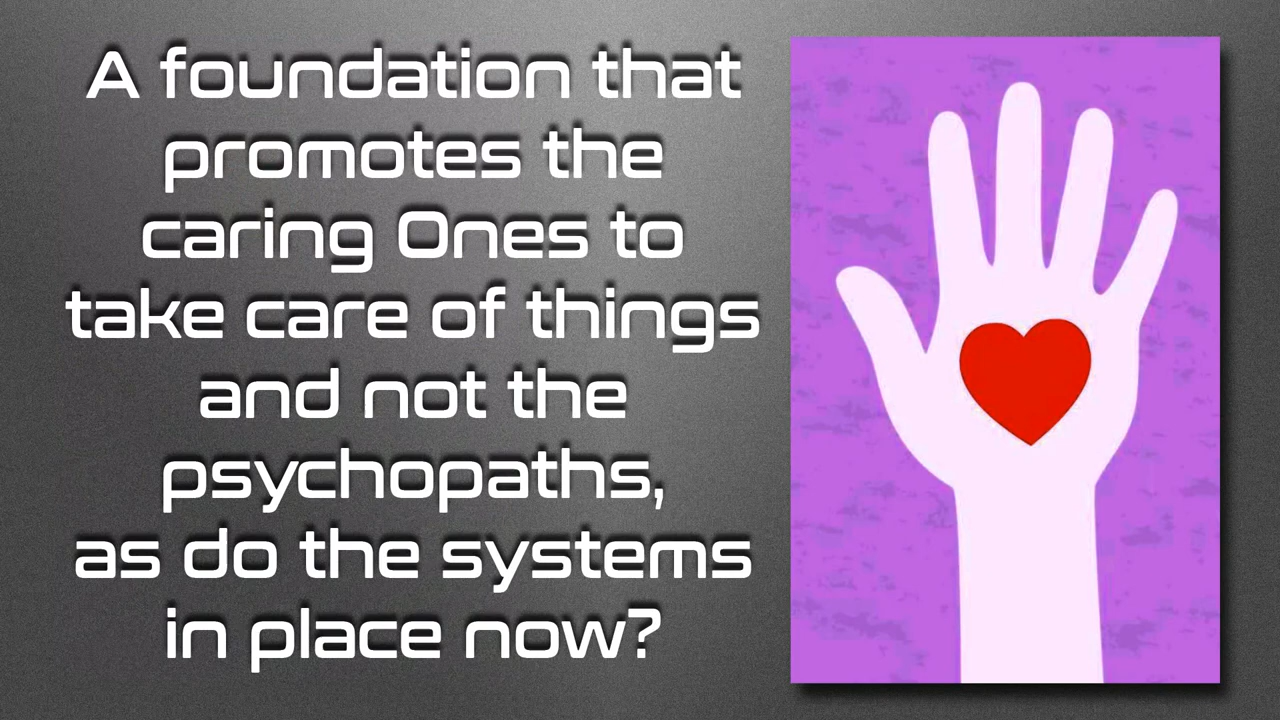 A foundation that
promotes the
caring Ones to
take care of things
and not the
psychopaths,
as do the systems
in place now?